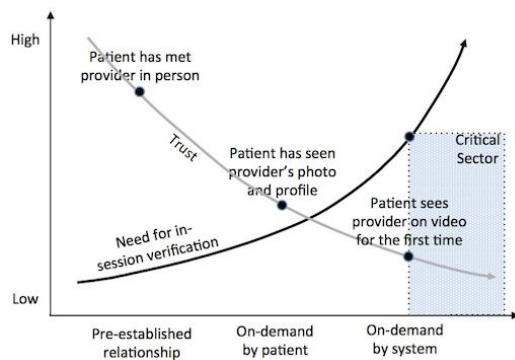 High
Patient has met
provider in person
Trust
Patient has seen
provider's photo
and profile
Critical
Sector
Patient sees
provider on video
for the first time
Need for in-
session verification
Low
Pre-established
relationship
On-demand
by patient
On-demand
by system